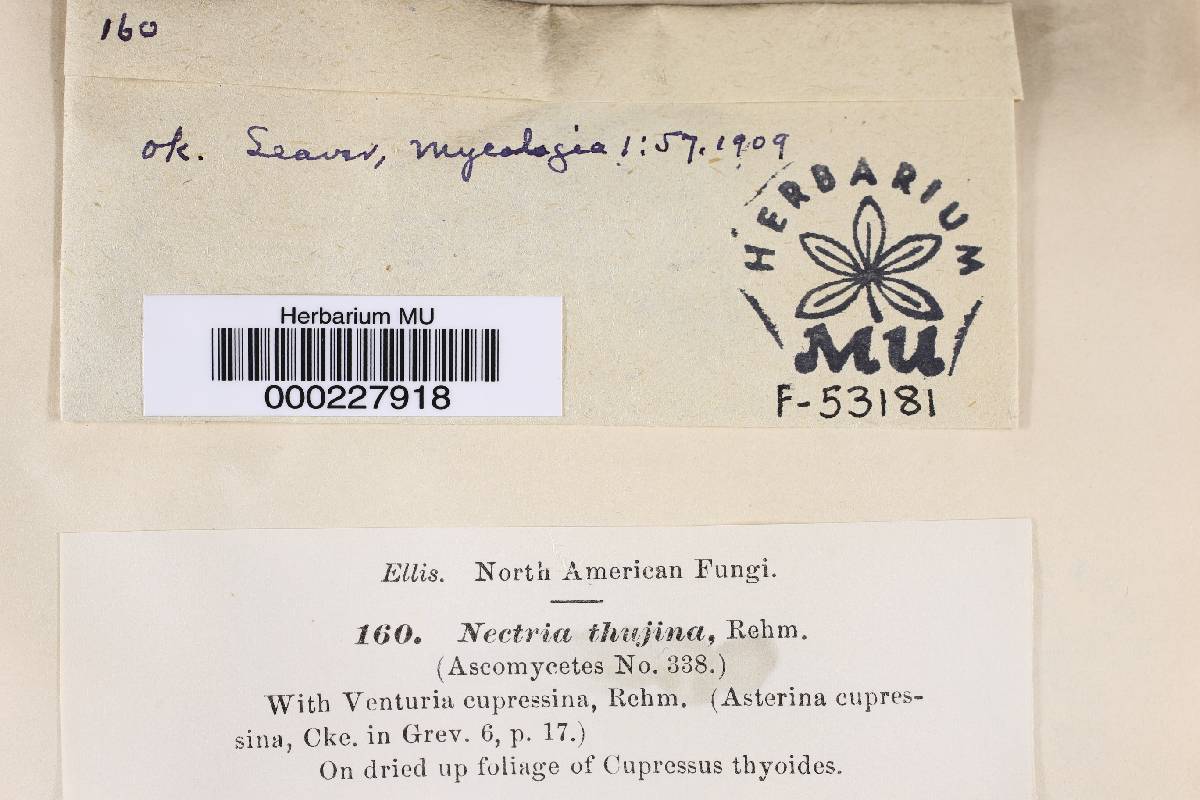 160
ok. Seaver, Mycologia 1:57, 1909
HERBARIUM
MU
F-53181
Herbarium MU
000227918
Ellis. North American Fungi.
160. Nectria thujina, Rehm.
(Ascomycetes No. 338.)
With Venturia cupressina, Rehm. (Asterina cupres-
sina, Cke. in Grev. 6, p. 17.)
On dried up foliage of Cupressus thyoides.